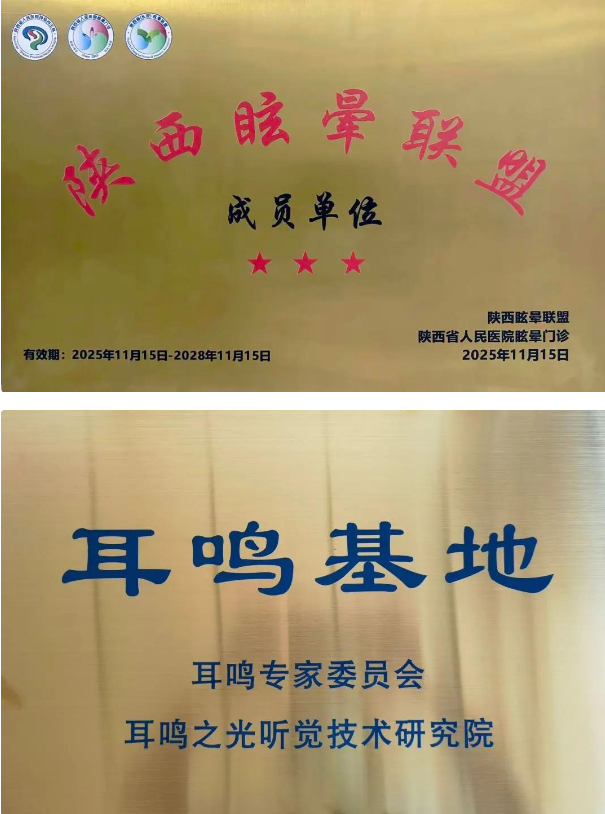 陕西眩晕联盟
成员单位
陕西眩晕联盟
陕西省人民医院眩晕门诊
有效期：2025年11月15日-2028年11月15日
2025年11月15日
耳鸣基地
耳鸣专家委员会
耳鸣之光听觉技术研究院